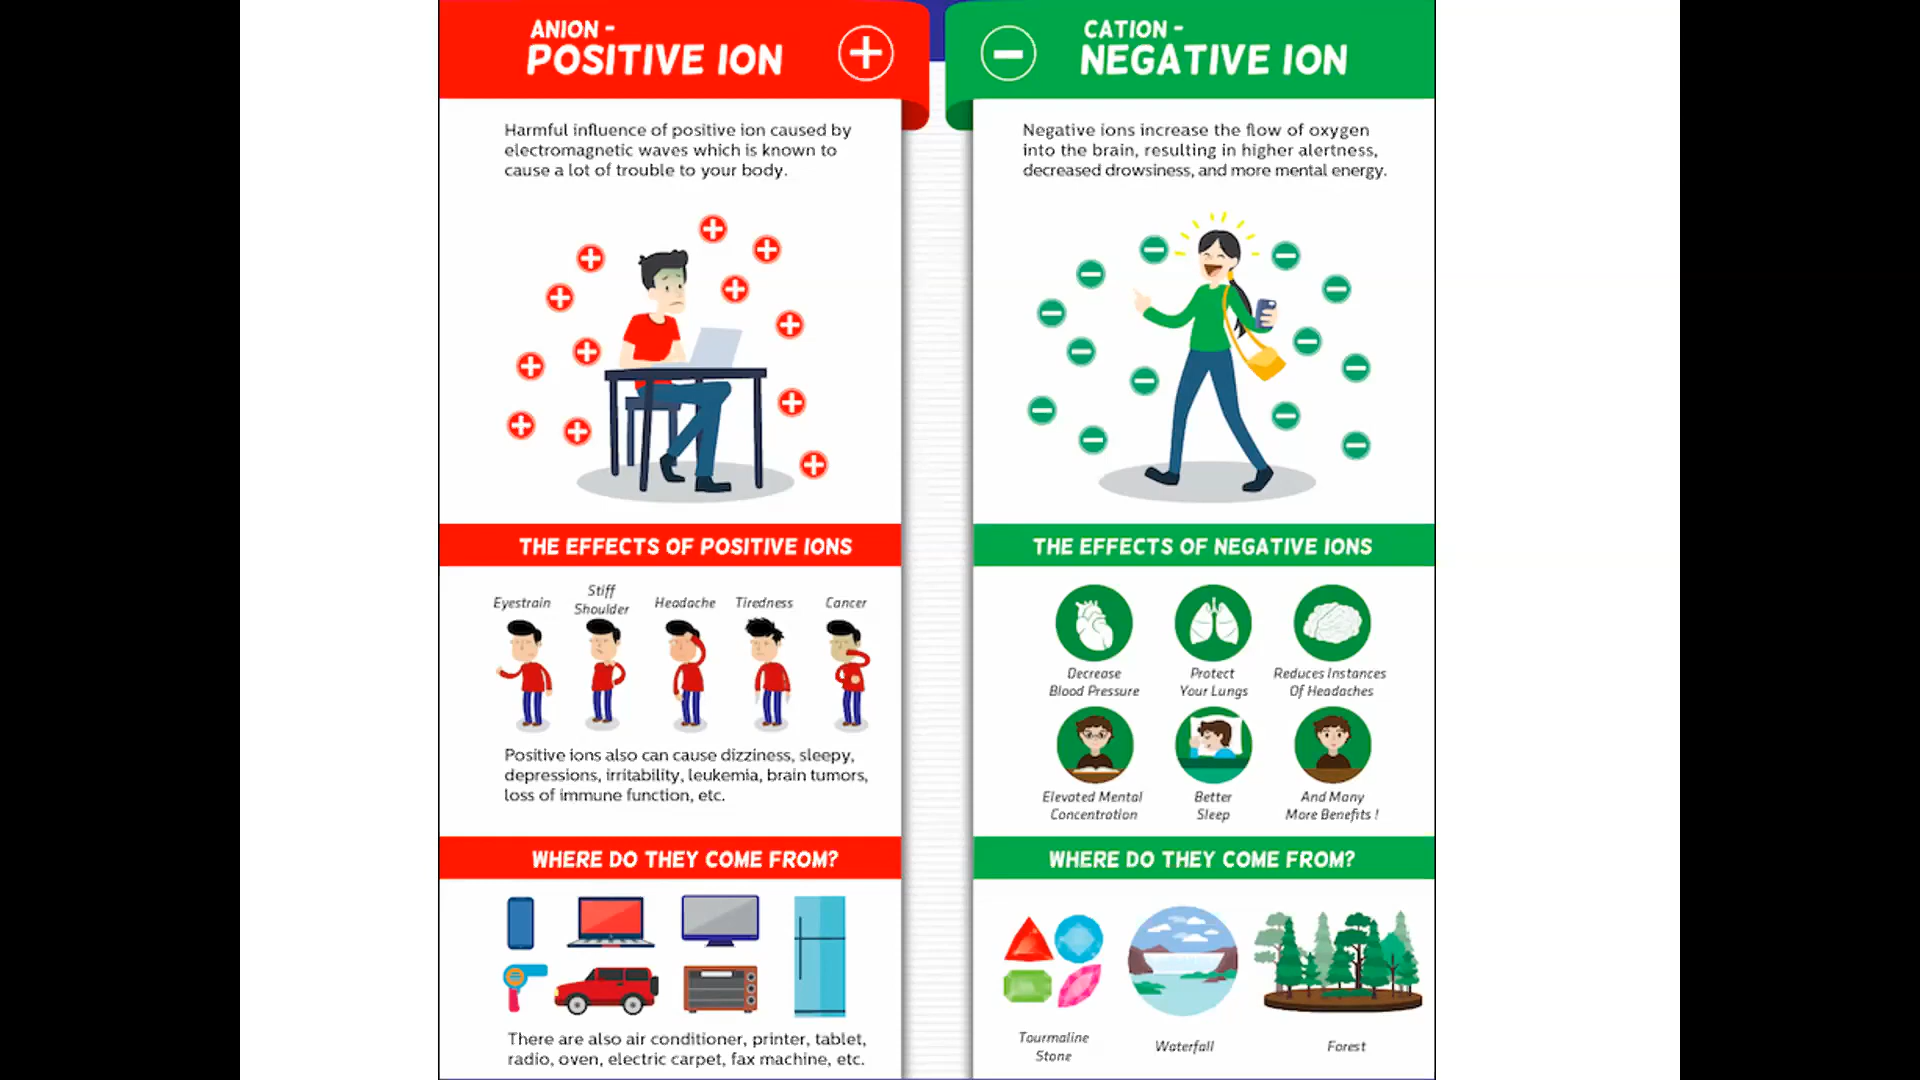 ANION -
POSITIVE ION
Harmful influence of positive ion caused by
electromagnetic waves which is known to
cause a lot of trouble to your body.
THE EFFECTS OF POSITIVE IONS
Eyestrain
Stiff
Shoulder
Headache
Tiredness
Cancer
Positive ions also can cause dizziness, sleepy,
depressions, irritability, leukemia, brain tumors,
loss of immune function, etc.
WHERE DO THEY COME FROM?
There are also air conditioner, printer, tablet,
radio, oven, electric carpet, fax machine, etc.
CATION -
NEGATIVE ION
Negative ions increase the flow of oxygen
into the brain, resulting in higher alertness,
decreased drowsiness, and more mental energy.
THE EFFECTS OF NEGATIVE IONS
Decrease
Blood Pressure
Protect
Your Lungs
Reduces Instances
Of Headaches
Elevated Mental
Concentration
Better
Sleep
And Many
More Benefits !
WHERE DO THEY COME FROM?
Tourmaline
Stone
Waterfall
Forest